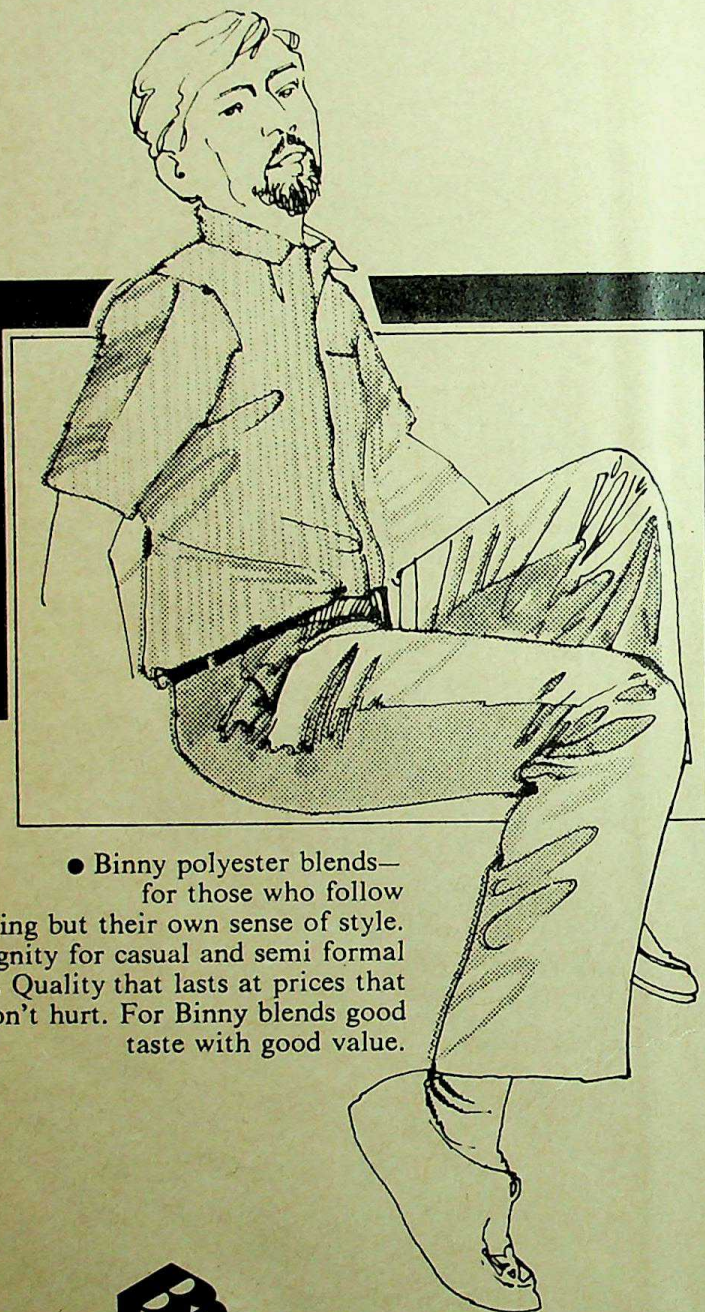 ● Binny polyester blends—
for those who follow
ing but their own sense of style.
gnity for casual and semi formal
Quality that lasts at prices that
n't hurt. For Binny blends good
taste with good value.